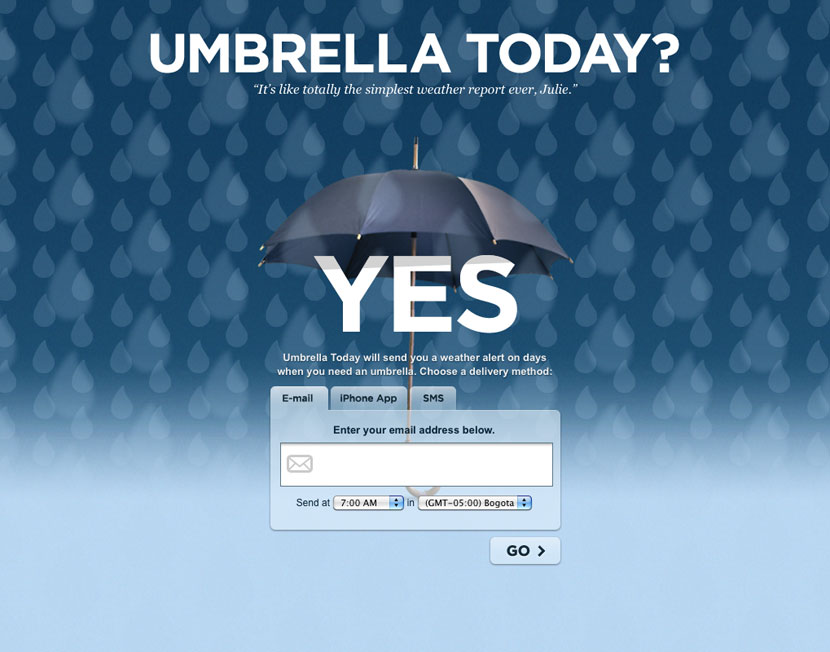 UMBRELLA TODAY?
“It’s like totally the simplest weather report ever, Julie.”
YES
Umbrella Today will send you a weather alert on days
when you need an umbrella. Choose a delivery method:
E-mail iPhone App SMS
Enter your email address below.
Send at 7:00 AM in (GMT-05:00) Bogota
GO